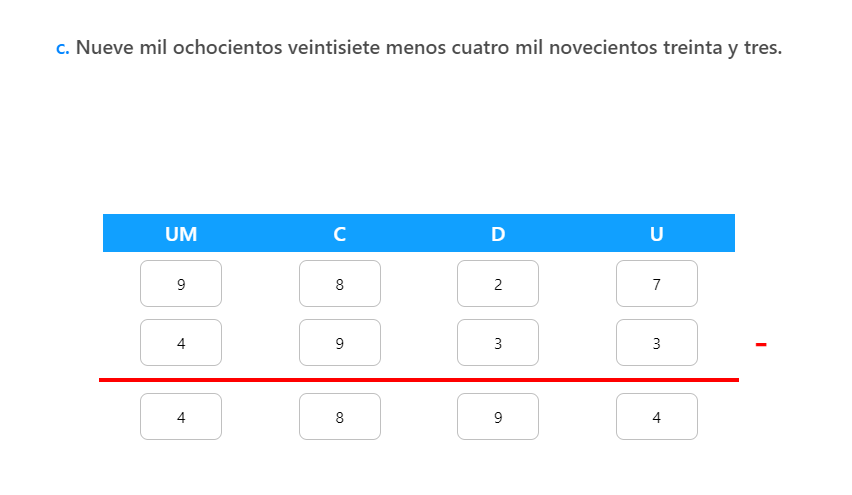 c. Nueve mil ochocientos veintisiete menos cuatro mil novecientos treinta y tres.
UM C D U
9 8 2 7
4 9 3 3 -
4 8 9 4